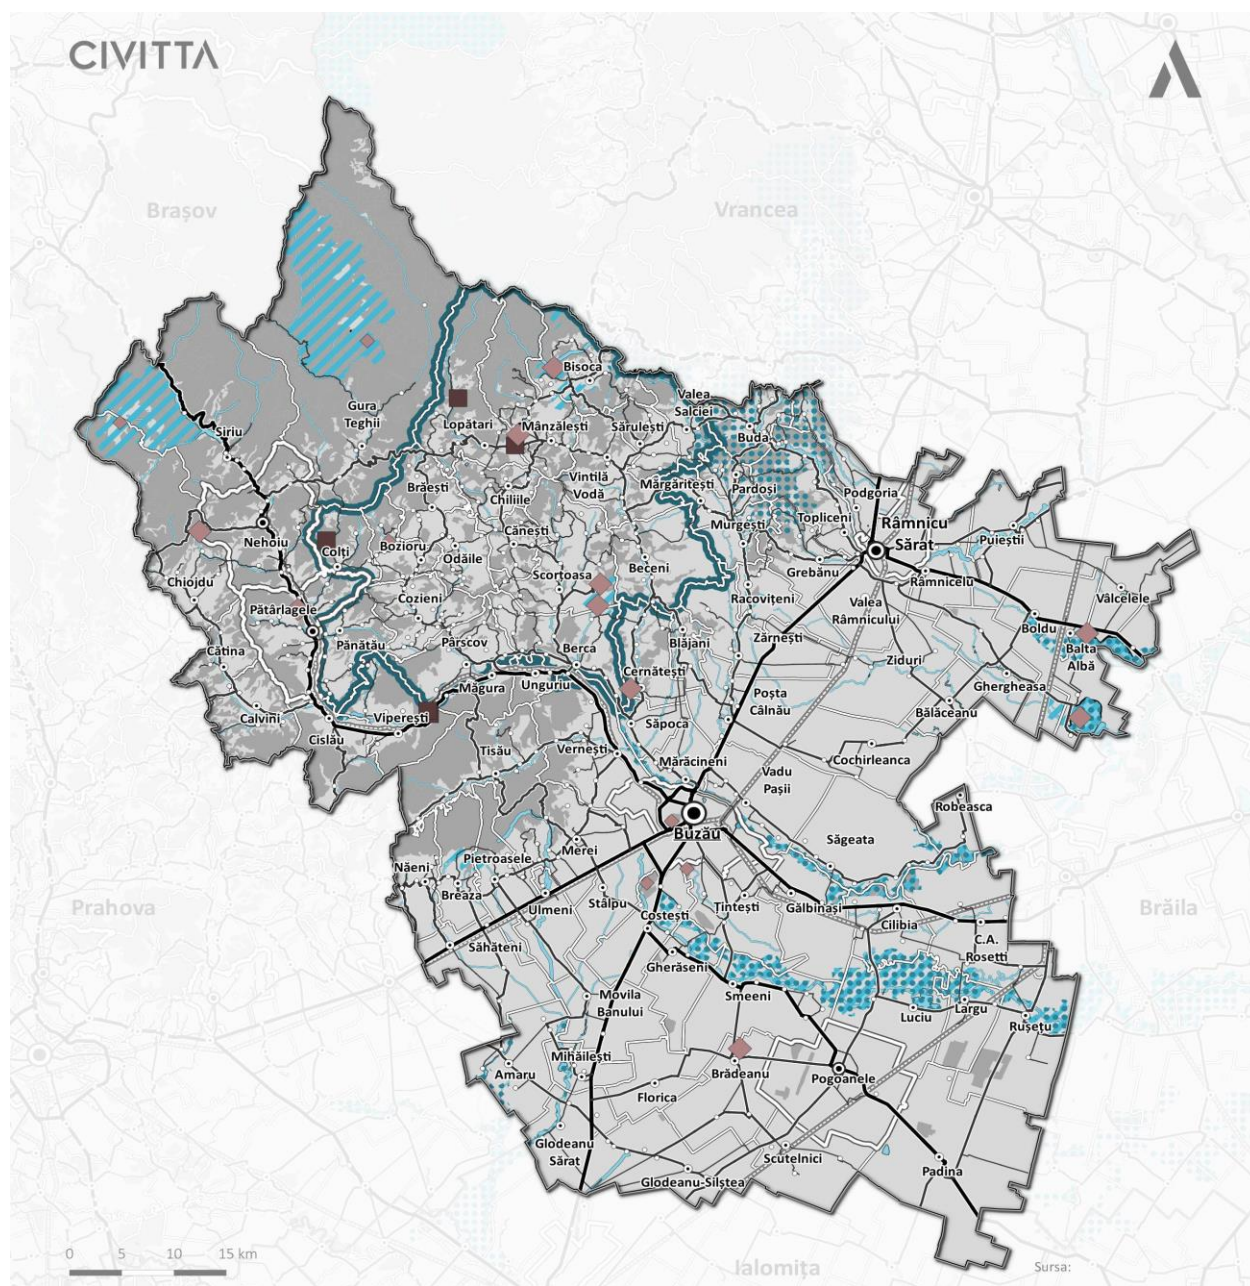 CIVITTA
Brașov
Vrancea
Bisoca
Valea
Salciei
Gura
Teghii
Lopătari
Mânzălești
Sărulești
Buda
Siriu
Vintilă
Vodă
Mărgăritești
Pardoși
Podgoria
Brăești
Chiliile
Topliceni
Râmnicu
Sărat
Murgești
Puieștii
Cănești
Nehoiu
Colți
Bozioru
Odăile
Scorțoasa
Beceni
Grebănu
Râmnicelu
Chiojdu
Racovițeni
Vâlcelele
Pătârlagele
Cozieni
Valea
Râmnicului
Boldu
Pănătău
Pârscov
Blăjani
Zărnești
Balta
Albă
Cătina
Berca
Cernătești
Ziduri
Ghergheasa
Măgura
Unguriu
Poșta
Câlnău
Bălăceanu
Calvini
Viperești
Săpoca
Cislău
Tisău
Vernești
Mărăcineni
Cochirleanca
Vadu
Pașii
Robeasca
Buzău
Săgeata
Merei
Pietroasele
Năeni
Breaza
Stâlpu
Țintești
Gălbinași
Ulmeni
Costești
Cilibia
Prahova
Brăila
C.A.
Rosetti
Săhăteni
Gherăseni
Smeeni
Movila
Banului
Luciu
Largu
Rușețu
Mihăilești
Amaru
Brădeanu
Pogoanele
Florica
Glodeanu
Sărat
Scutelnici
Padina
Glodeanu-Siliștea
0 5 10 15 km
Ialomița
Sursa: